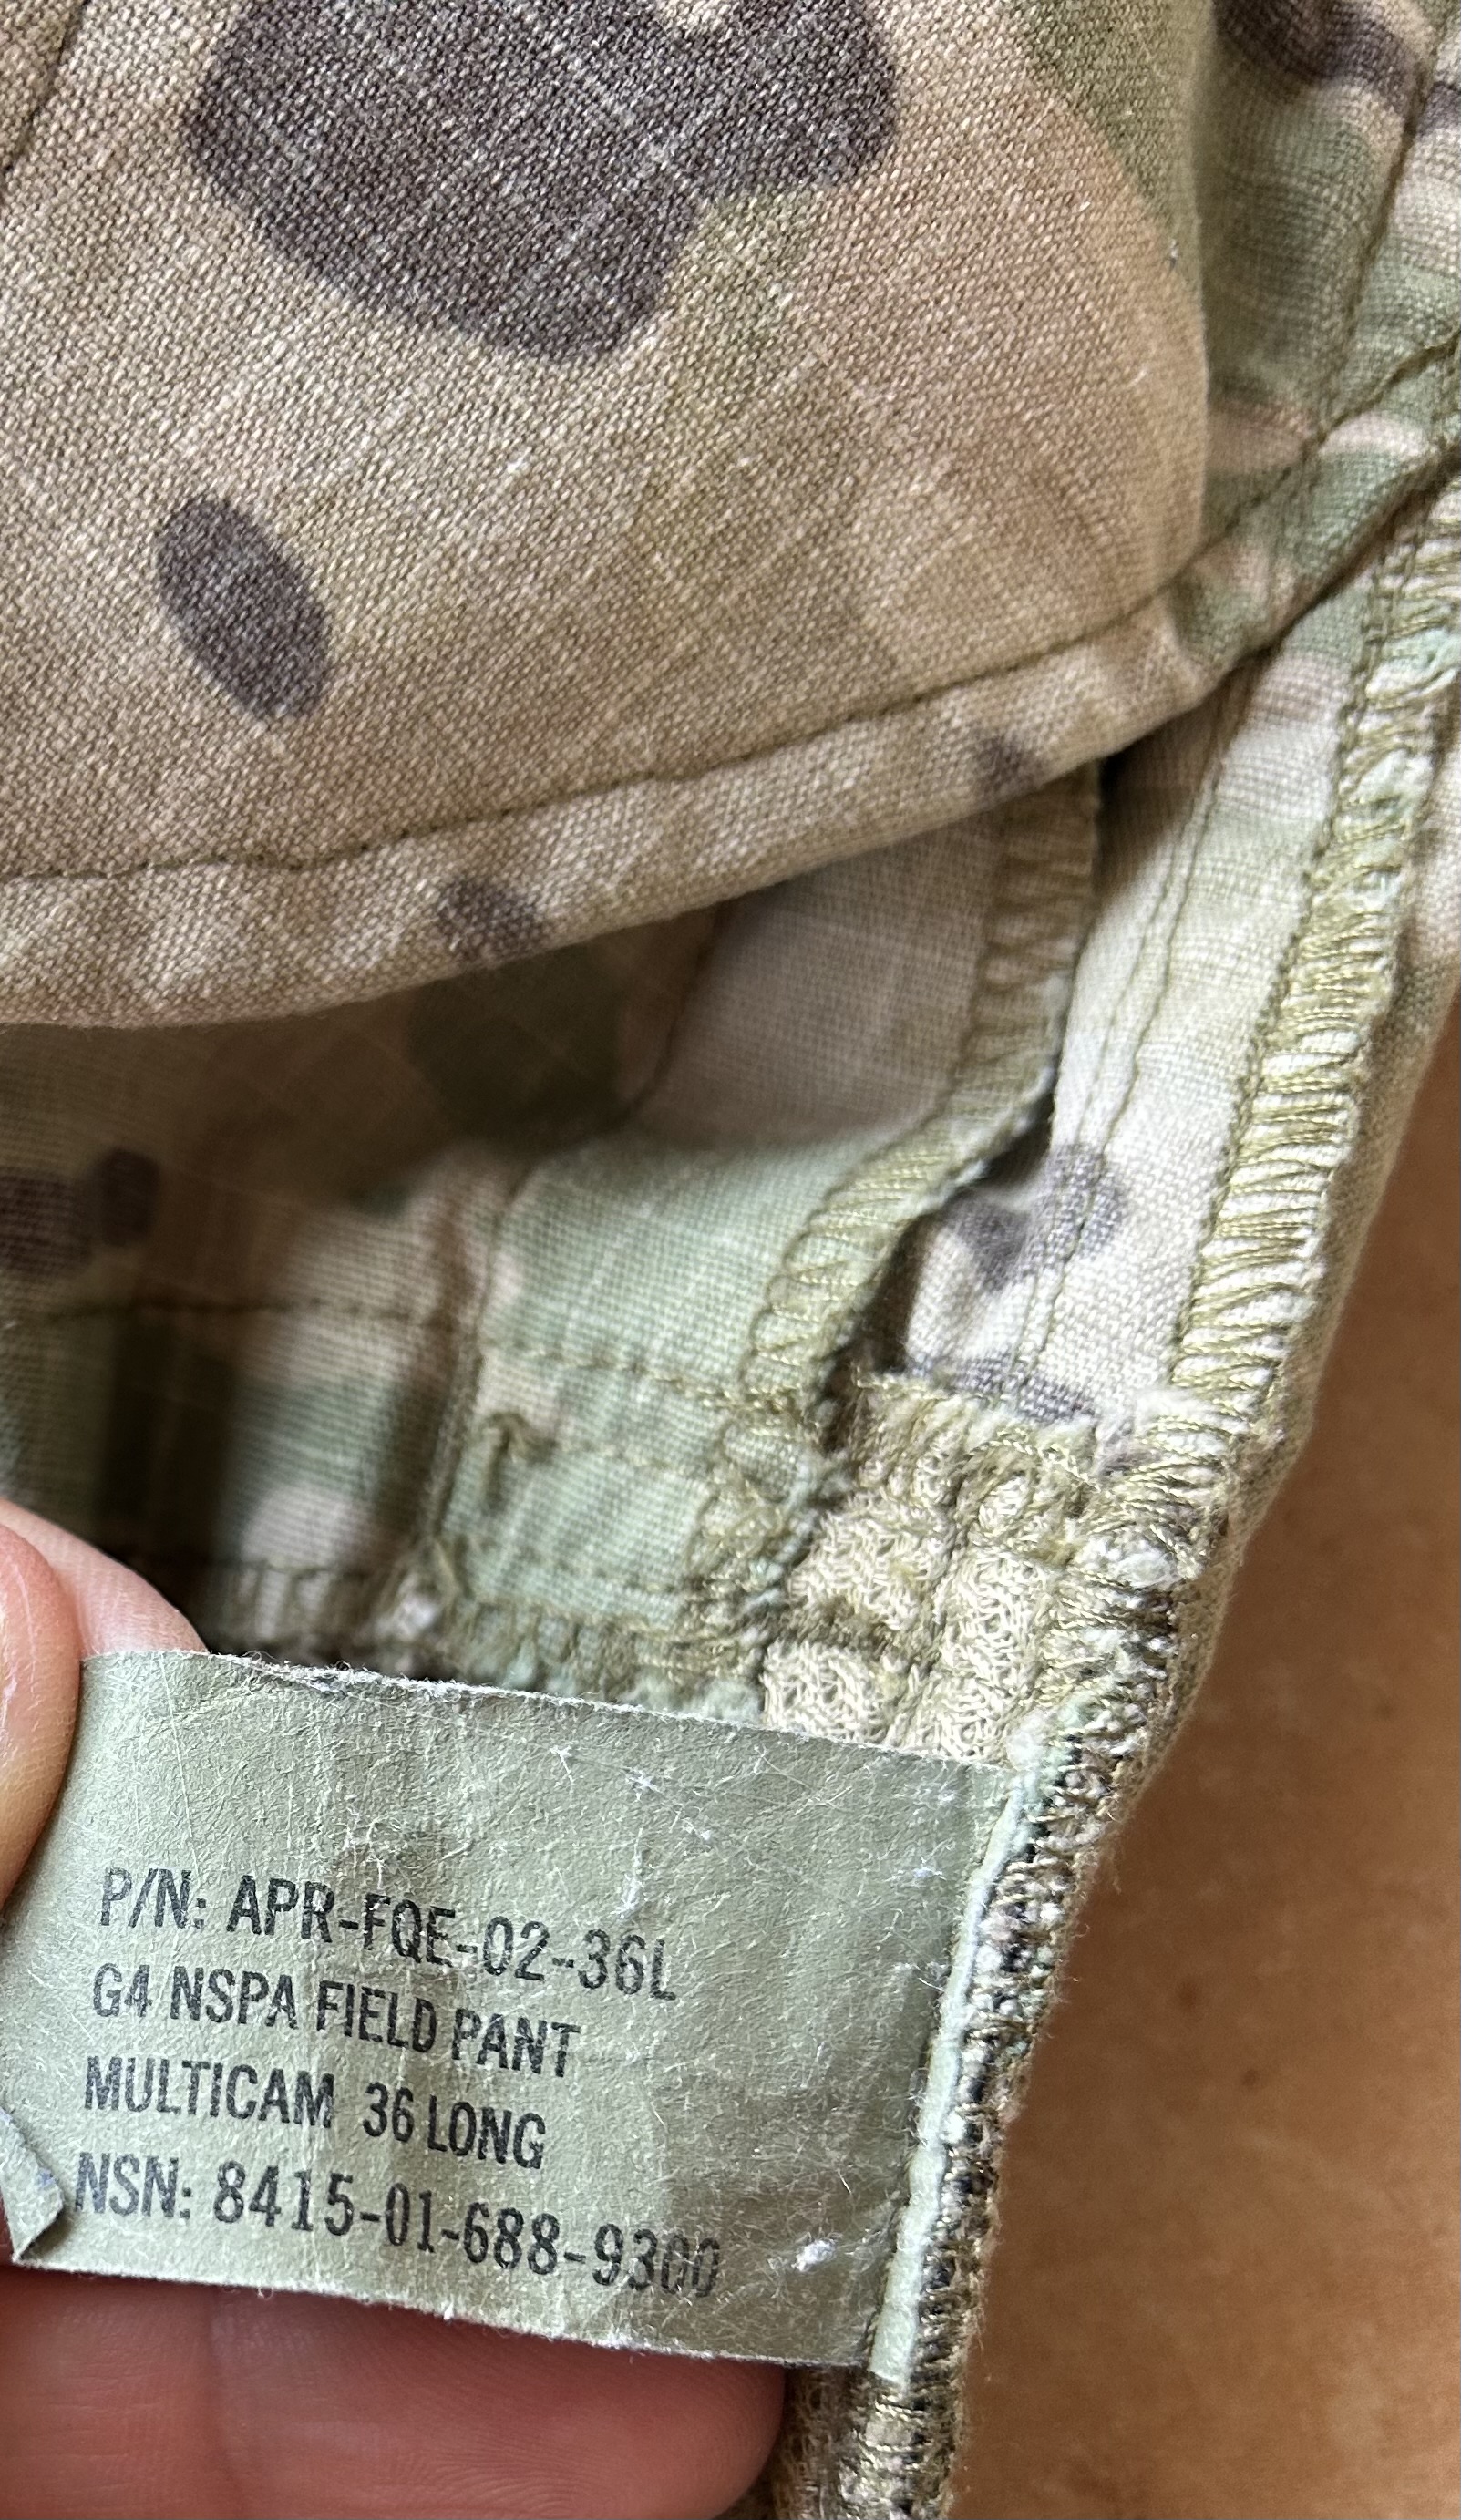 P/N: APR-FQE-02-36L
G4 NSPA FIELD PANT
MULTICAM 36 LONG
NSN: 8415-01-688-9300